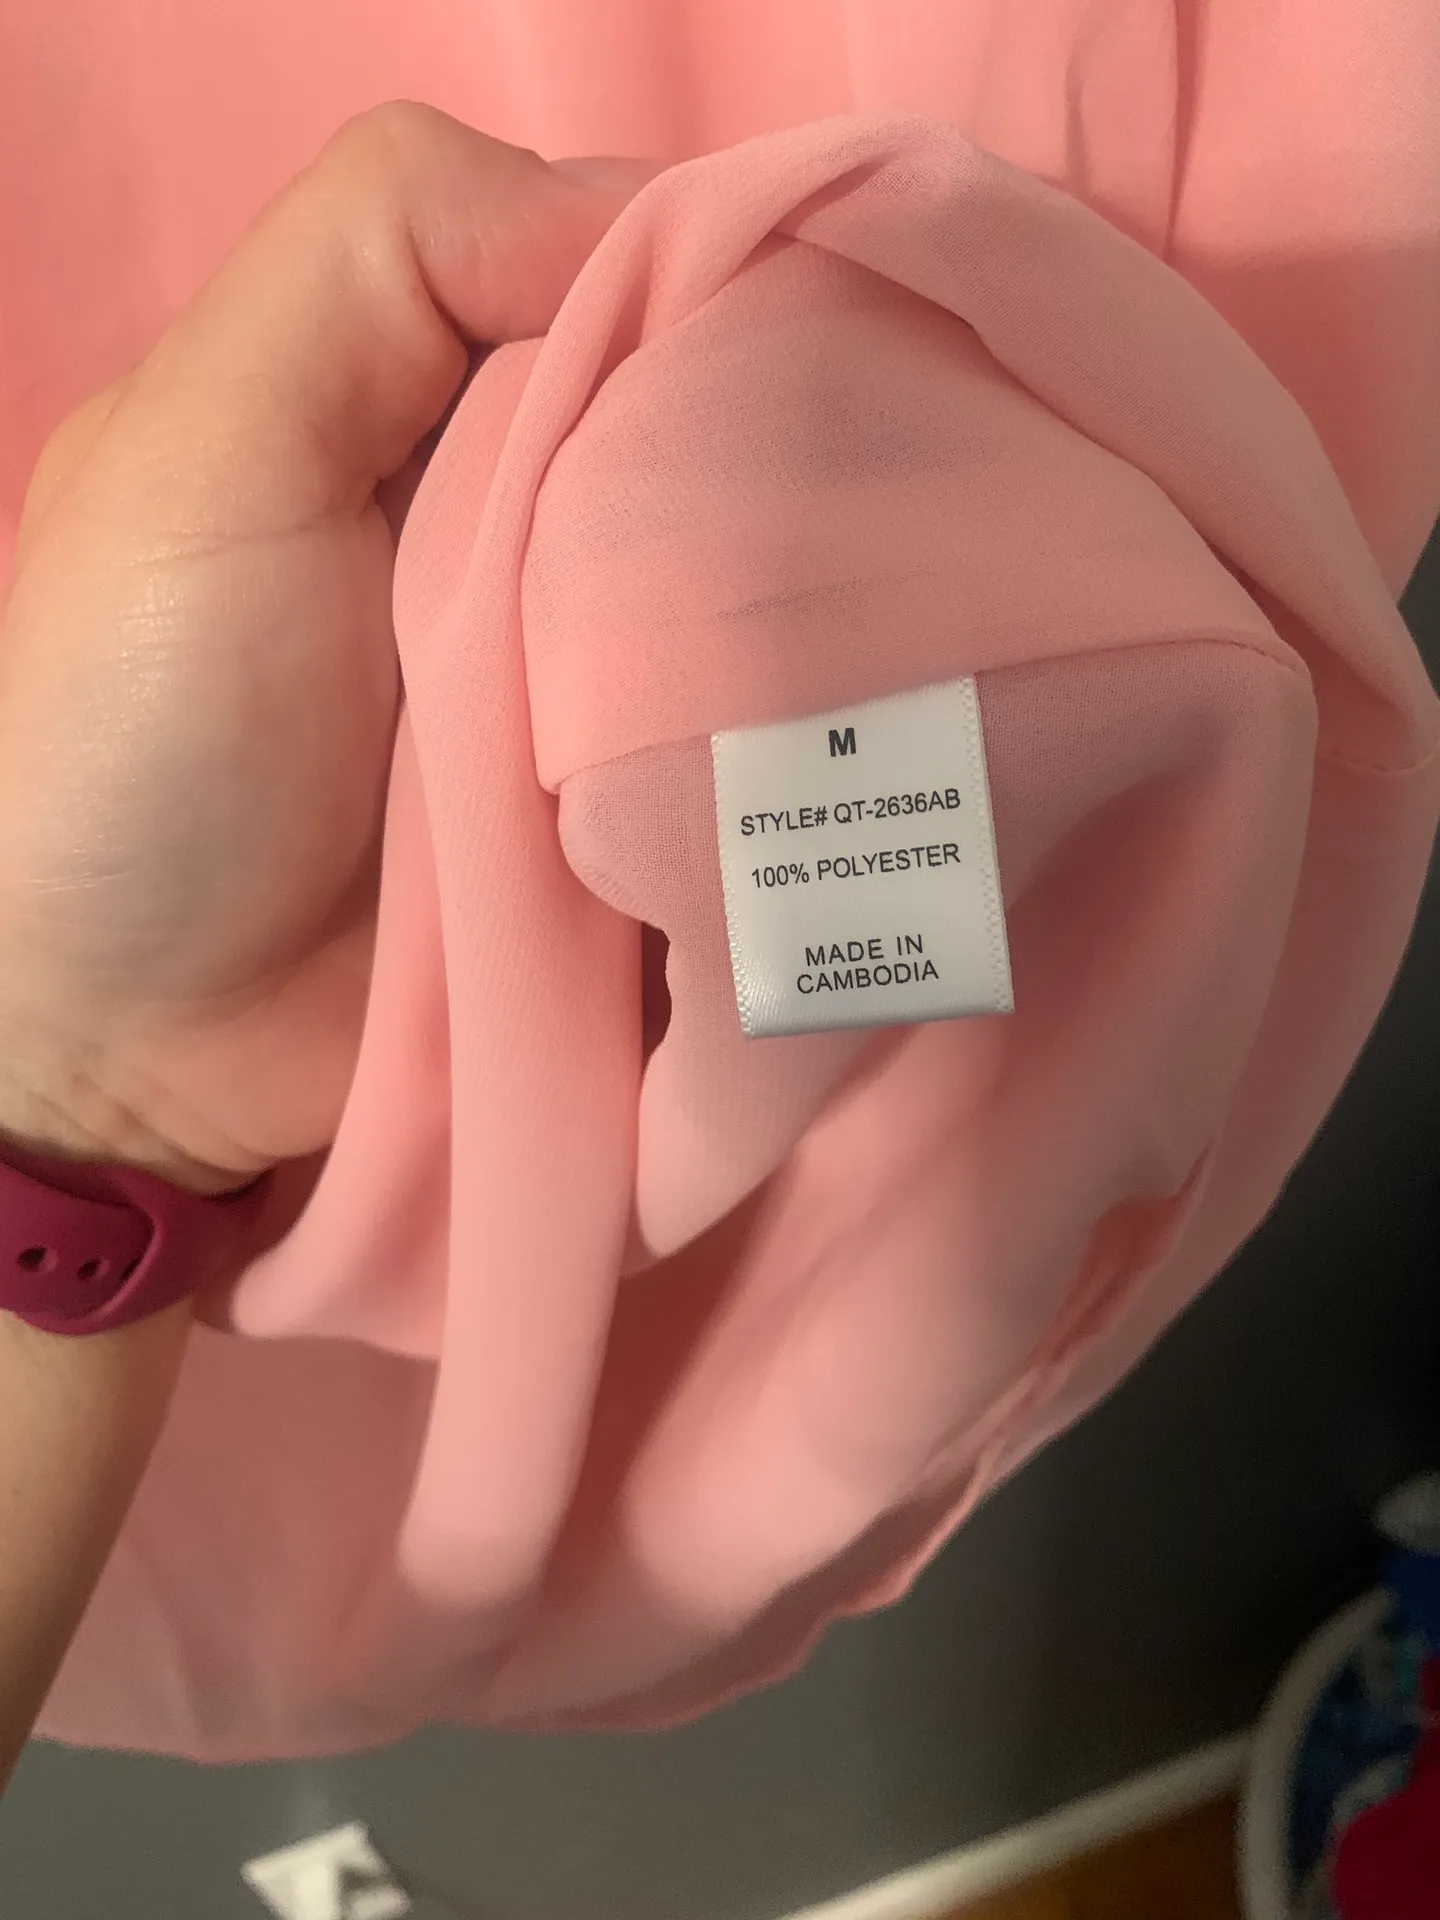 M
STYLE# QT-2636AB
100% POLYESTER
MADE IN
CAMBODIA